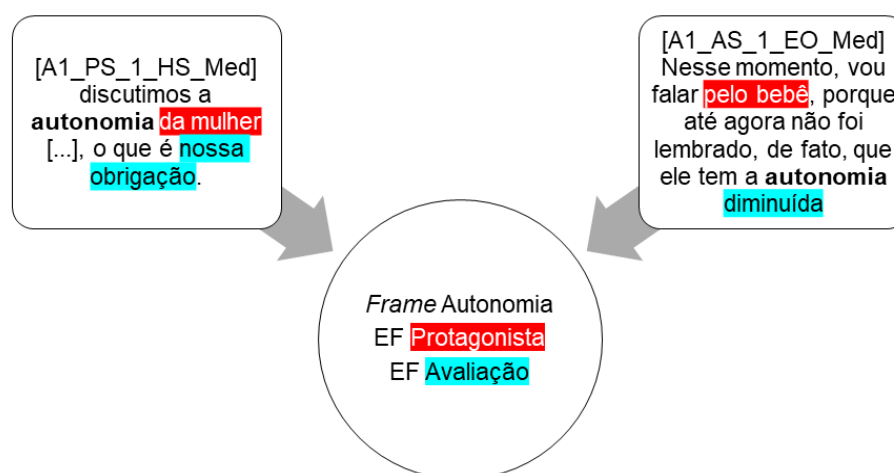 [A1_PS_1_HS_Med]
discutimos a
autonomia da mulher
[...], o que é nossa
obrigação.
[A1_AS_1_EO_Med]
Nesse momento, vou
falar pelo bebê, porque
até agora não foi
lembrado, de fato, que
ele tem a autonomia
diminuída
Frame Autonomia
EF Protagonista
EF Avaliação